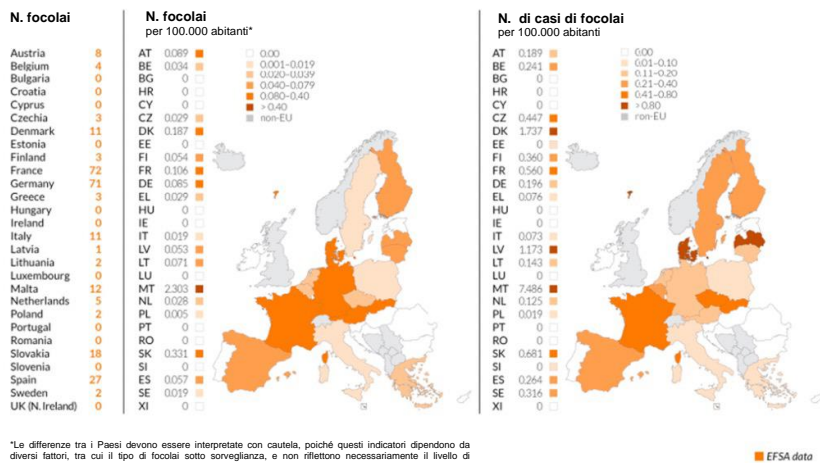 N. focolai
Austria 8
Belgium 4
Bulgaria 0
Croatia 0
Cyprus 0
Czechia 3
Denmark 11
Estonia 0
Finland 3
France 72
Germany 71
Greece 3
Hungary 0
Ireland 0
Italy 11
Latvia 1
Lithuania 2
Luxembourg 0
Malta 12
Netherlands 5
Poland 2
Portugal 0
Romania 0
Slovakia 18
Slovenia 0
Spain 27
Sweden 2
UK (N. Ireland) 0
N. focolai
per 100.000 abitanti*
AT 0.089
BE 0.034
BG 0
HR 0
CY 0
CZ 0.029
DK 0.187
EE 0
FI 0.054
FR 0.106
DE 0.085
EL 0.029
HU 0
IE 0
IT 0.019
LV 0.053
LT 0.071
LU 0
MT 2.303
NL 0.028
PL 0.005
PT 0
RO 0
SK 0.331
SI 0
ES 0.057
SE 0.019
XI 0
0.00
0.001-0.019
0.020-0.039
0.040-0.079
0.080-0.40
> 0.40
non-EU
N. di casi di focolai
per 100.000 abitanti
AT 0.189
BE 0.241
BG 0
HR 0
CY 0
CZ 0.447
DK 1.737
EE 0
FI 0.360
FR 0.560
DE 0.196
EL 0.076
HU 0
IE 0
IT 0.073
LV 1.173
LT 0.143
LU 0
MT 7.486
NL 0.125
PL 0.019
PT 0
RO 0
SK 0.681
SI 0
ES 0.264
SE 0.316
XI 0
0.00
0.01-0.10
0.11-0.20
0.21-0.40
0.41-0.80
> 0.80
non-EU
*Le differenze tra i Paesi devono essere interpretate con cautela, poiché questi indicatori dipendono da
diversi fattori, tra cui il tipo di focolai sotto sorveglianza, e non riflettono necessariamente il livello di
EFSA data